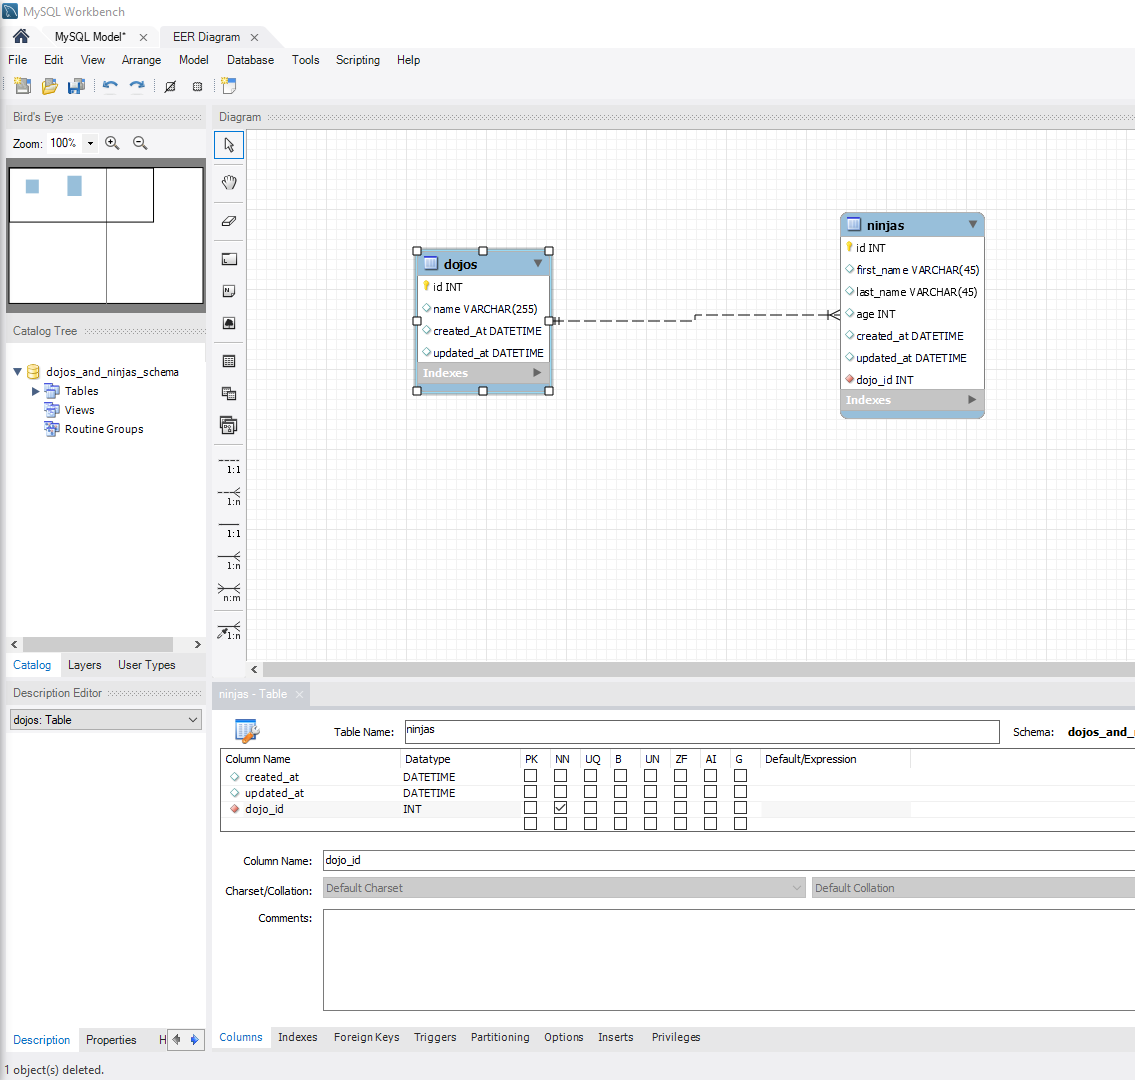 MySQL Workbench
MySQL Model*
EER Diagram
File Edit View Arrange Model Database Tools Scripting Help
Bird's Eye
Diagram
Zoom: 100%
dojos
id INT
name VARCHAR(255)
created_At DATETIME
updated_at DATETIME
Indexes
ninjas
id INT
first_name VARCHAR(45)
last_name VARCHAR(45)
age INT
created_at DATETIME
updated_at DATETIME
dojo_id INT
Indexes
Catalog Tree
dojos_and_ninjas_schema
Tables
Views
Routine Groups
1:1
1:n
1:1
1:n
n:m
1:n
Catalog Layers User Types
Description Editor
dojos: Table
ninjas - Table
Table Name: ninjas Schema: dojos_and_
Column Name Datatype PK NN UQ B UN ZF AI G Default/Expression
created_at DATETIME
updated_at DATETIME
dojo_id INT
Column Name: dojo_id
Charset/Collation: Default Charset Default Collation
Comments:
Columns Indexes Foreign Keys Triggers Partitioning Options Inserts Privileges
Description Properties H
1 object(s) deleted.